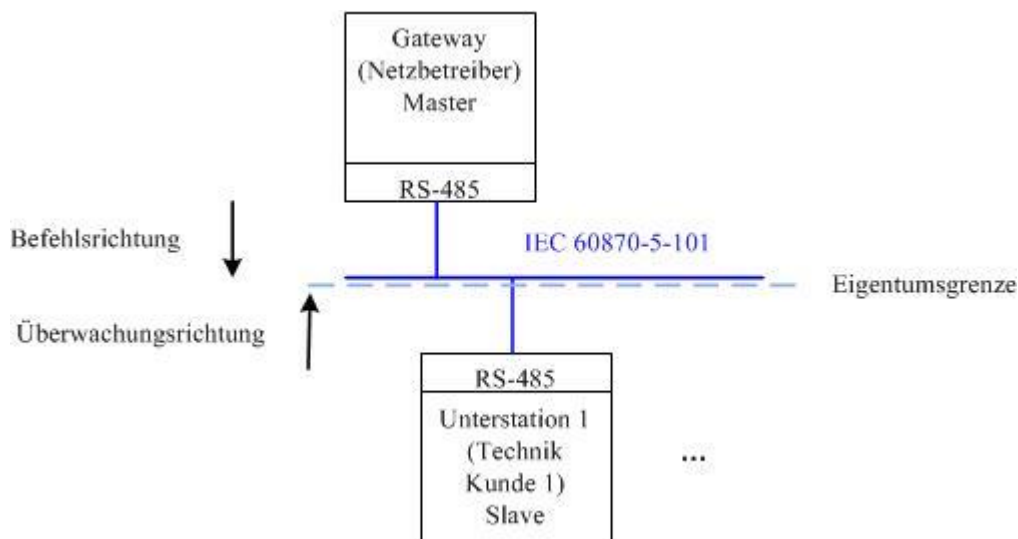 Gateway
(Netzbetreiber)
Master
RS-485
Befehlsrichtung
IEC 60870-5-101
Eigentumsgrenze
Überwachungsrichtung
RS-485
Unterstation 1
(Technik
Kunde 1)
Slave
...